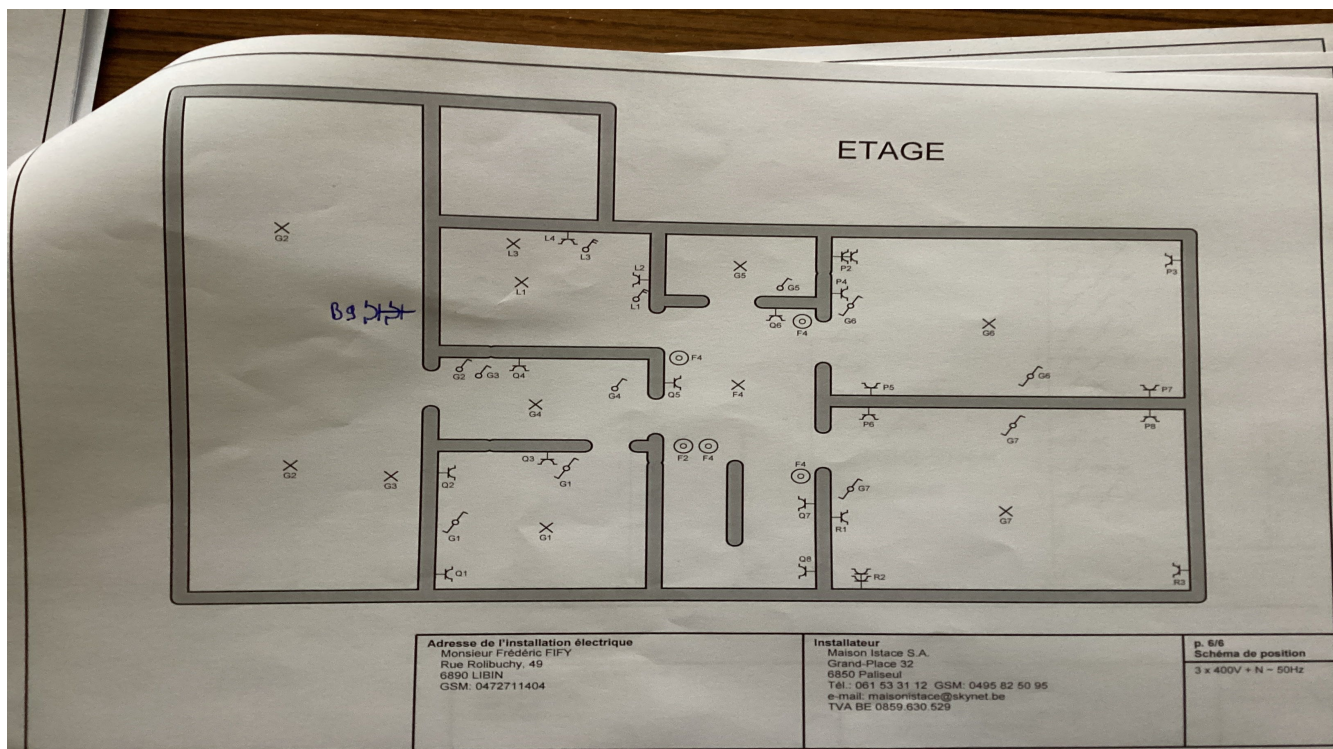 ETAGE
G2
L4
L3
L3
L2
L1
L1
G5
G5
P2
P4
P3
G6
Q6
F4
G6
B9
G2
G3
Q4
G4
F4
Q5
F4
G6
P5
P7
G4
P6
P8
G7
Q3
G1
F2
F4
F4
G2
G3
Q2
G7
Q7
R1
G1
G1
G7
Q1
Q8
R2
R3
Adresse de l'installation électrique
Monsieur Frédéric FIFY
Rue Rolibuchy, 49
6890 LIBIN
GSM: 0472711404
Installateur
Maison Istace S.A.
Grand-Place 32
6850 Paliseul
Tél.: 061 53 31 12 GSM: 0495 82 50 95
e-mail: maisonistace@skynet.be
TVA BE 0859.630.529
p. 6/6
Schéma de position
3 x 400V + N ~ 50Hz